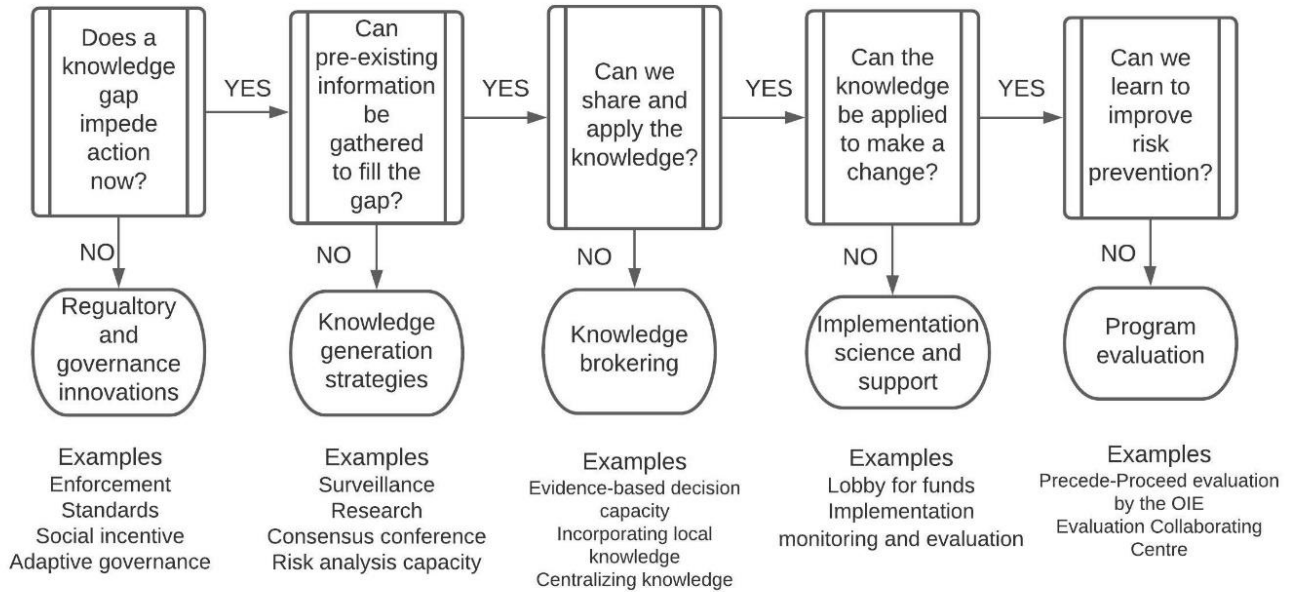 Does a
knowledge
gap
impede
action
now?
YES
Can
pre-existing
information
be
gathered
to fill the
gap?
YES
Can we
share and
apply the
knowledge?
YES
Can the
knowledge
be applied
to make a
change?
YES
Can we
learn to
improve
risk
prevention?
NO
NO
NO
NO
NO
Regualtory
and
governance
innovations
Knowledge
generation
strategies
Knowledge
brokering
Implementation
science and
support
Program
evaluation
Examples
Enforcement
Standards
Social incentive
Adaptive governance
Examples
Surveillance
Research
Consensus conference
Risk analysis capacity
Examples
Evidence-based decision
capacity
Incorporating local
knowledge
Centralizing knowledge
Examples
Lobby for funds
Implementation
monitoring and evaluation
Examples
Precede-Proceed evaluation
by the OIE
Evaluation Collaborating
Centre